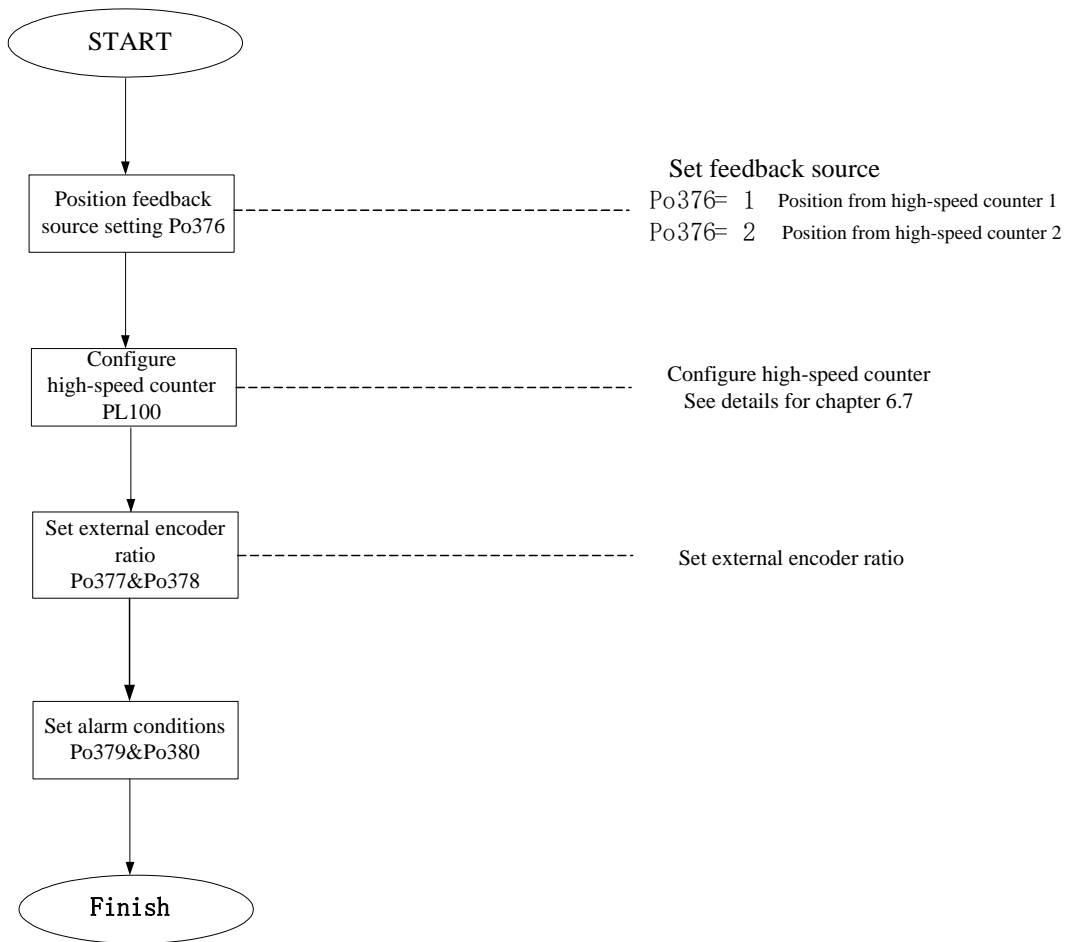 START
Position feedback
source setting Po376
Set feedback source
Po376= 1 Position from high-speed counter 1
Po376= 2 Position from high-speed counter 2
Configure
high-speed counter
PL100
Configure high-speed counter
See details for chapter 6.7
Set external encoder
ratio
Po377&Po378
Set external encoder ratio
Set alarm conditions
Po379&Po380
Finish